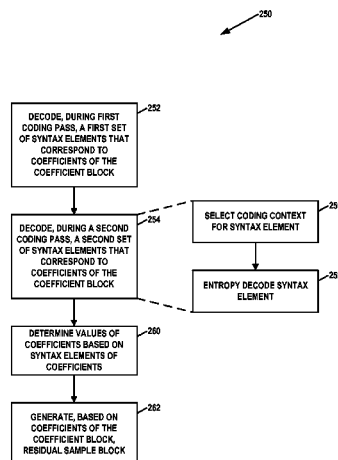 250
252
DECODE, DURING FIRST
CODING PASS, A FIRST SET
OF SYNTAX ELEMENTS THAT
CORRESPOND TO
COEFFICIENTS OF THE
COEFFICIENT BLOCK
254
DECODE, DURING A SECOND
CODING PASS, A SECOND SET
OF SYNTAX ELEMENTS THAT
CORRESPOND TO
COEFFICIENTS OF THE
COEFFICIENT BLOCK
SELECT CODING CONTEXT
FOR SYNTAX ELEMENT
ENTROPY DECODE SYNTAX
ELEMENT
260
DETERMINE VALUES OF
COEFFICIENTS BASED ON
SYNTAX ELEMENTS OF
COEFFICIENTS
262
GENERATE, BASED ON
COEFFICIENTS OF THE
COEFFICIENT BLOCK,
RESIDUAL SAMPLE BLOCK